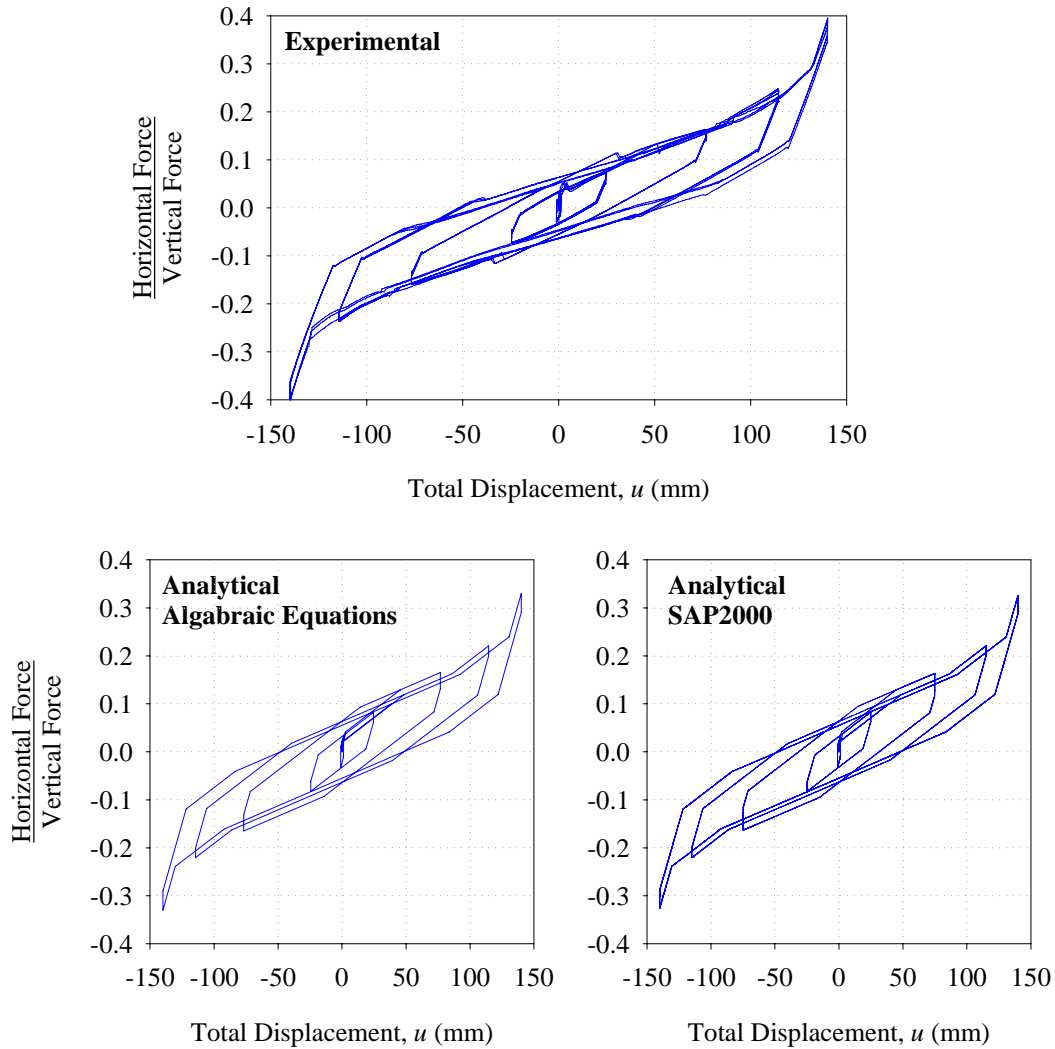 Experimental
0.4
0.3
0.2
0.1
0.0
-0.1
-0.2
-0.3
-0.4
Horizontal Force
Vertical Force
-150 -100 -50 0 50 100 150
Total Displacement, u (mm)
Analytical
Algabraic Equations
0.4
0.3
0.2
0.1
0.0
-0.1
-0.2
-0.3
-0.4
Horizontal Force
Vertical Force
-150 -100 -50 0 50 100 150
Total Displacement, u (mm)
Analytical
SAP2000
0.4
0.3
0.2
0.1
0.0
-0.1
-0.2
-0.3
-0.4
-150 -100 -50 0 50 100 150
Total Displacement, u (mm)